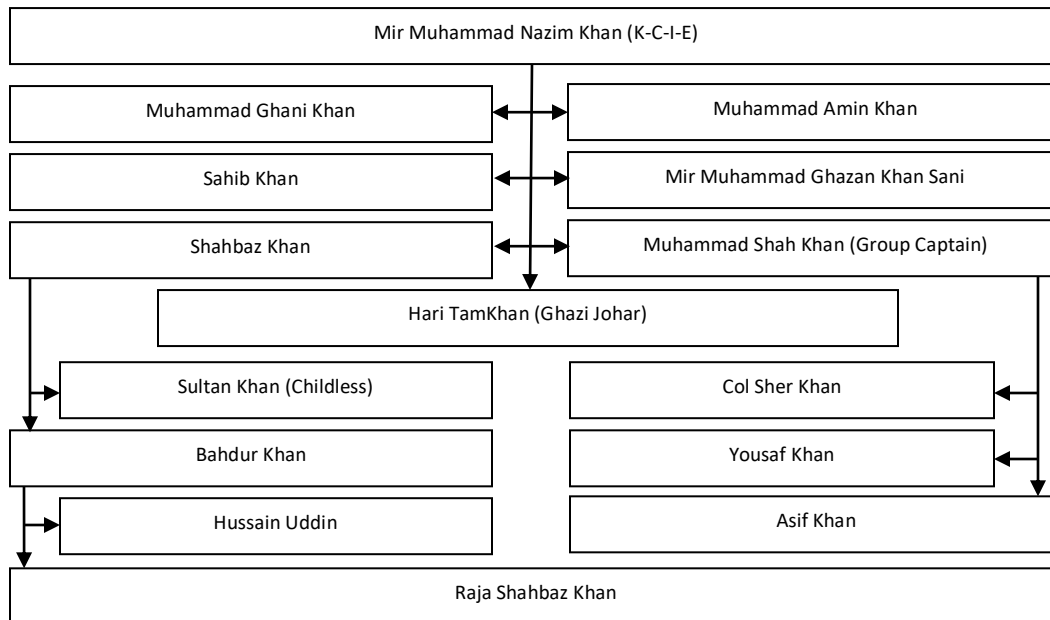 Mir Muhammad Nazim Khan (K-C-I-E)
Muhammad Ghani Khan
Muhammad Amin Khan
Sahib Khan
Mir Muhammad Ghazan Khan Sani
Shahbaz Khan
Muhammad Shah Khan (Group Captain)
Hari TamKhan (Ghazi Johar)
Sultan Khan (Childless)
Col Sher Khan
Bahdur Khan
Yousaf Khan
Hussain Uddin
Asif Khan
Raja Shahbaz Khan